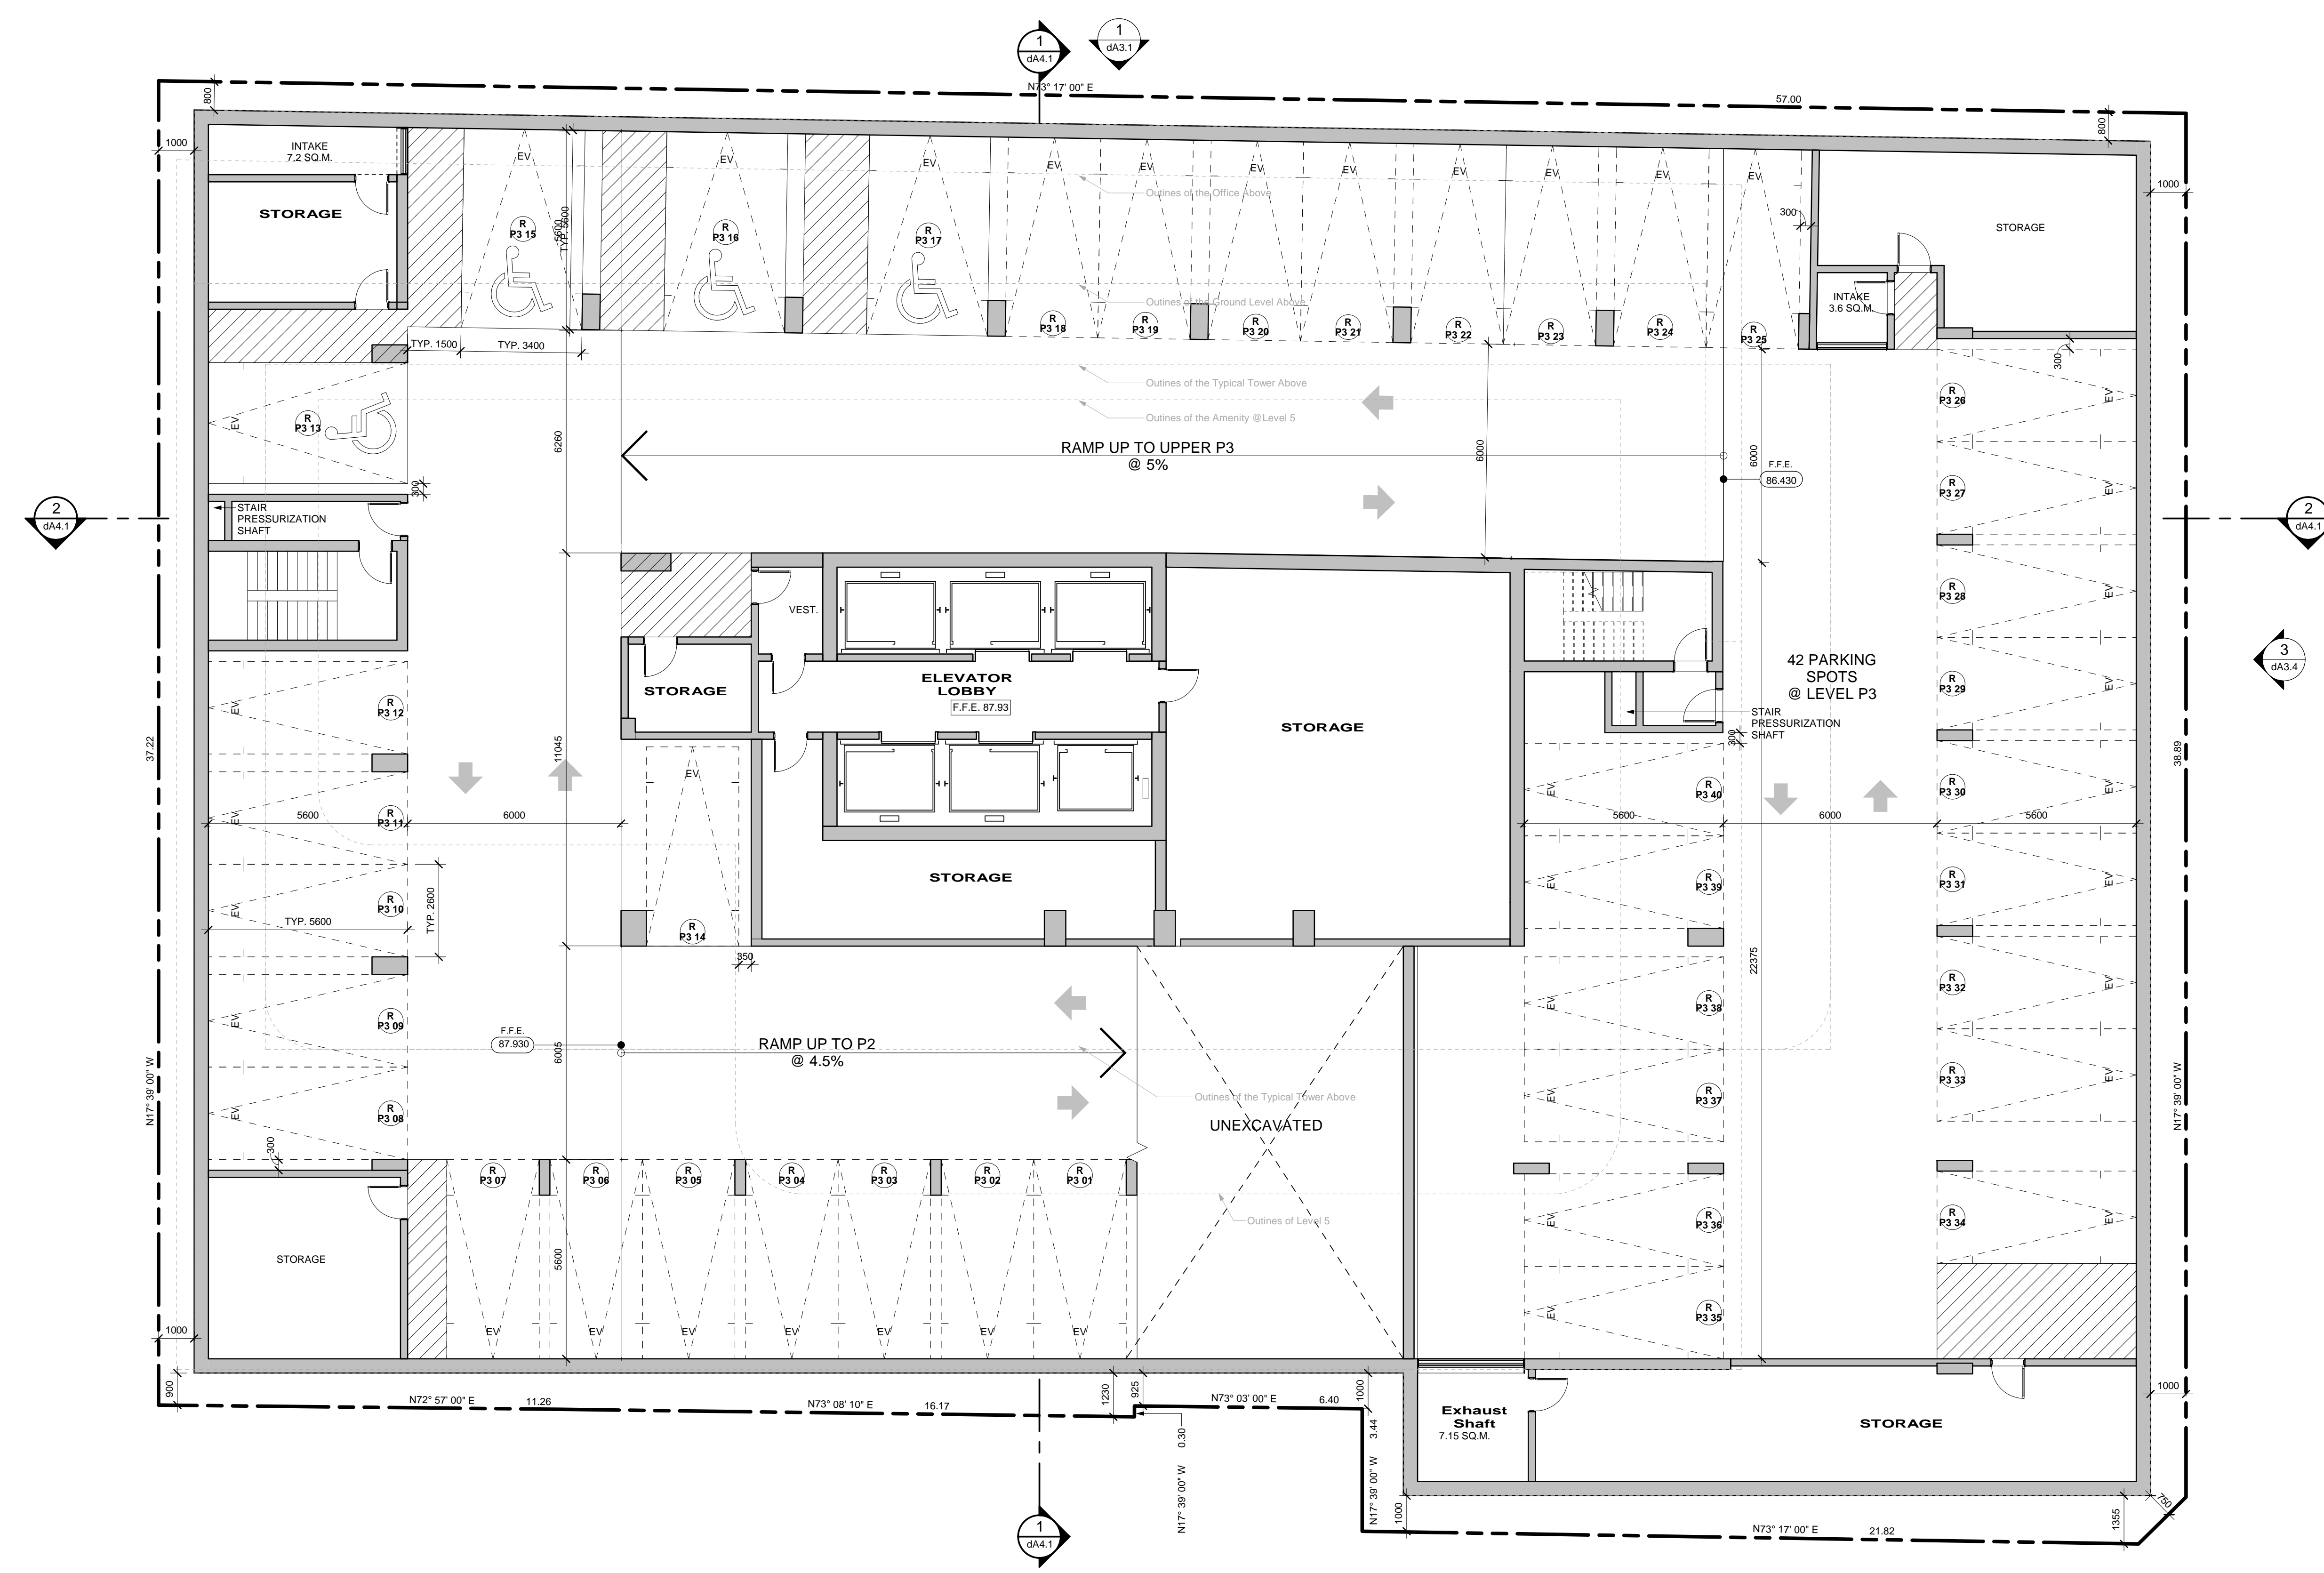 1
dA4.1
1
dA3.1
N73° 17' 00" E
57.00
800
800
1000
1000
INTAKE
7.2 SQ.M.
STORAGE
EV
EV
EV
EV
EV
EV
EV
EV
EV
EV
EV
R
P3 15
R
P3 16
R
P3 17
5600
TYP. 5600
Outines of the Office Above
Outines of the Ground Level Above
R
P3 18
R
P3 19
R
P3 20
R
P3 21
R
P3 22
R
P3 23
R
P3 24
R
P3 25
300
STORAGE
INTAKE
3.6 SQ.M.
TYP. 1500
TYP. 3400
300
Outines of the Typical Tower Above
Outines of the Amenity @Level 5
EV
R
P3 13
R
P3 26
EV
6260
RAMP UP TO UPPER P3
@ 5%
6000
6000
F.F.E.
86.430
300
R
P3 27
EV
2
dA4.1
2
dA4.1
STAIR
PRESSURIZATION
SHAFT
R
P3 28
EV
VEST.
ELEVATOR
LOBBY
F.F.E. 87.93
STORAGE
STORAGE
42 PARKING
SPOTS
@ LEVEL P3
R
P3 29
EV
3
dA3.4
STAIR
PRESSURIZATION
SHAFT
300
EV
R
P3 12
37.22
11045
38.89
EV
EV
R
P3 40
R
P3 30
EV
EV
R
P3 11
5600
6000
5600
6000
5600
STORAGE
EV
R
P3 39
R
P3 31
EV
EV
R
P3 10
TYP. 5600
TYP. 2600
R
P3 14
350
22375
R
P3 32
EV
EV
R
P3 09
EV
R
P3 38
F.F.E.
87.930
6005
RAMP UP TO P2
@ 4.5%
Outines of the Typical Tower Above
UNEXCAVATED
EV
R
P3 37
R
P3 33
EV
N17° 39' 00" W
N17° 39' 00" W
EV
R
P3 08
300
R
P3 07
R
P3 06
R
P3 05
R
P3 04
R
P3 03
R
P3 02
R
P3 01
Outines of Level 5
EV
R
P3 36
R
P3 34
EV
STORAGE
5600
EV
EV
EV
EV
EV
EV
EV
EV
R
P3 35
1000
1000
900
N72° 57' 00" E
11.26
N73° 08' 10" E
16.17
1230
925
N73° 03' 00" E
6.40
1000
N17° 39' 00" W
0.30
N17° 39' 00" W
3.44
Exhaust
Shaft
7.15 SQ.M.
STORAGE
1000
N73° 17' 00" E
21.82
1355
750
1
dA4.1